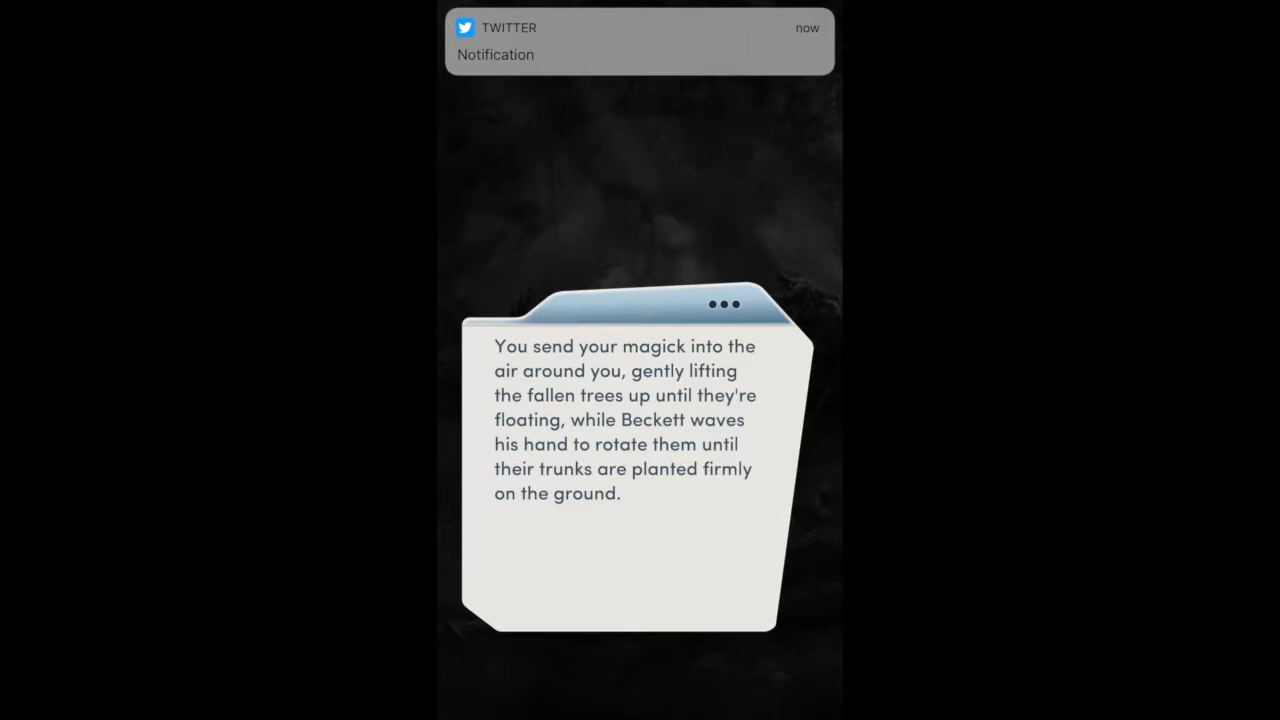 TWITTER now
Notification
You send your magick into the
air around you, gently lifting
the fallen trees up until they're
floating, while Beckett waves
his hand to rotate them until
their trunks are planted firmly
on the ground.